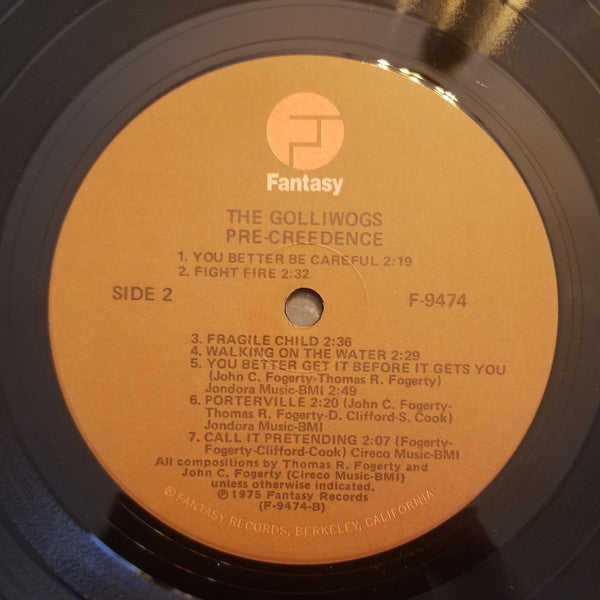 Fantasy
THE GOLLIWOGS
PRE-CREEDENCE
1. YOU BETTER BE CAREFUL 2:19
2. FIGHT FIRE 2:32
SIDE 2
F-9474
3. FRAGILE CHILD 2:36
4. WALKING ON THE WATER 2:29
5. YOU BETTER GET IT BEFORE IT GETS YOU
(John C. Fogerty-Thomas R. Fogerty)
Jondora Music-BMI 2:49
6. PORTERVILLE 2:20 (John C. Fogerty-
Thomas R. Fogerty-D. Clifford-S. Cook)
Jondora Music-BMI
7. CALL IT PRETENDING 2:07 (Fogerty-
Fogerty-Clifford-Cook) Cireco Music-BMI
All compositions by Thomas R. Fogerty and
John C. Fogerty (Cireco Music-BMI)
unless otherwise indicated.
℗1975 Fantasy Records
(F-9474-B)
© FANTASY RECORDS, BERKELEY, CALIFORNIA